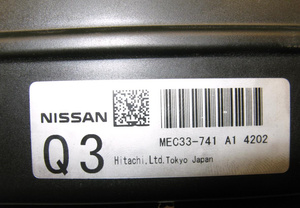 NISSAN
MEC33-741 A1 4202
Q3
Hitachi,Ltd.Tokyo Japan